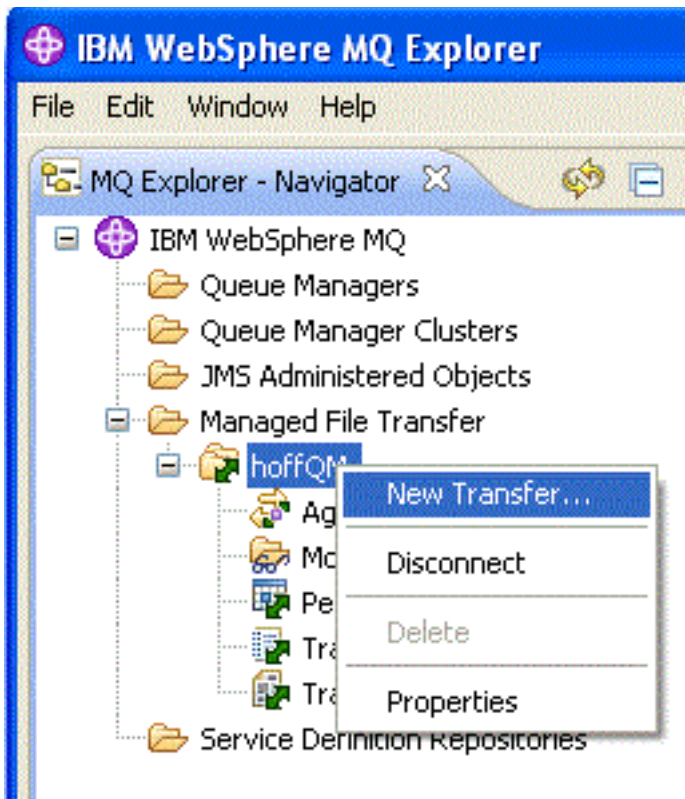 IBM WebSphere MQ Explorer
File Edit Window Help
MQ Explorer - Navigator
IBM WebSphere MQ
Queue Managers
Queue Manager Clusters
JMS Administered Objects
Managed File Transfer
hoffQM
New Transfer...
Disconnect
Delete
Properties
Service Definition Repositories